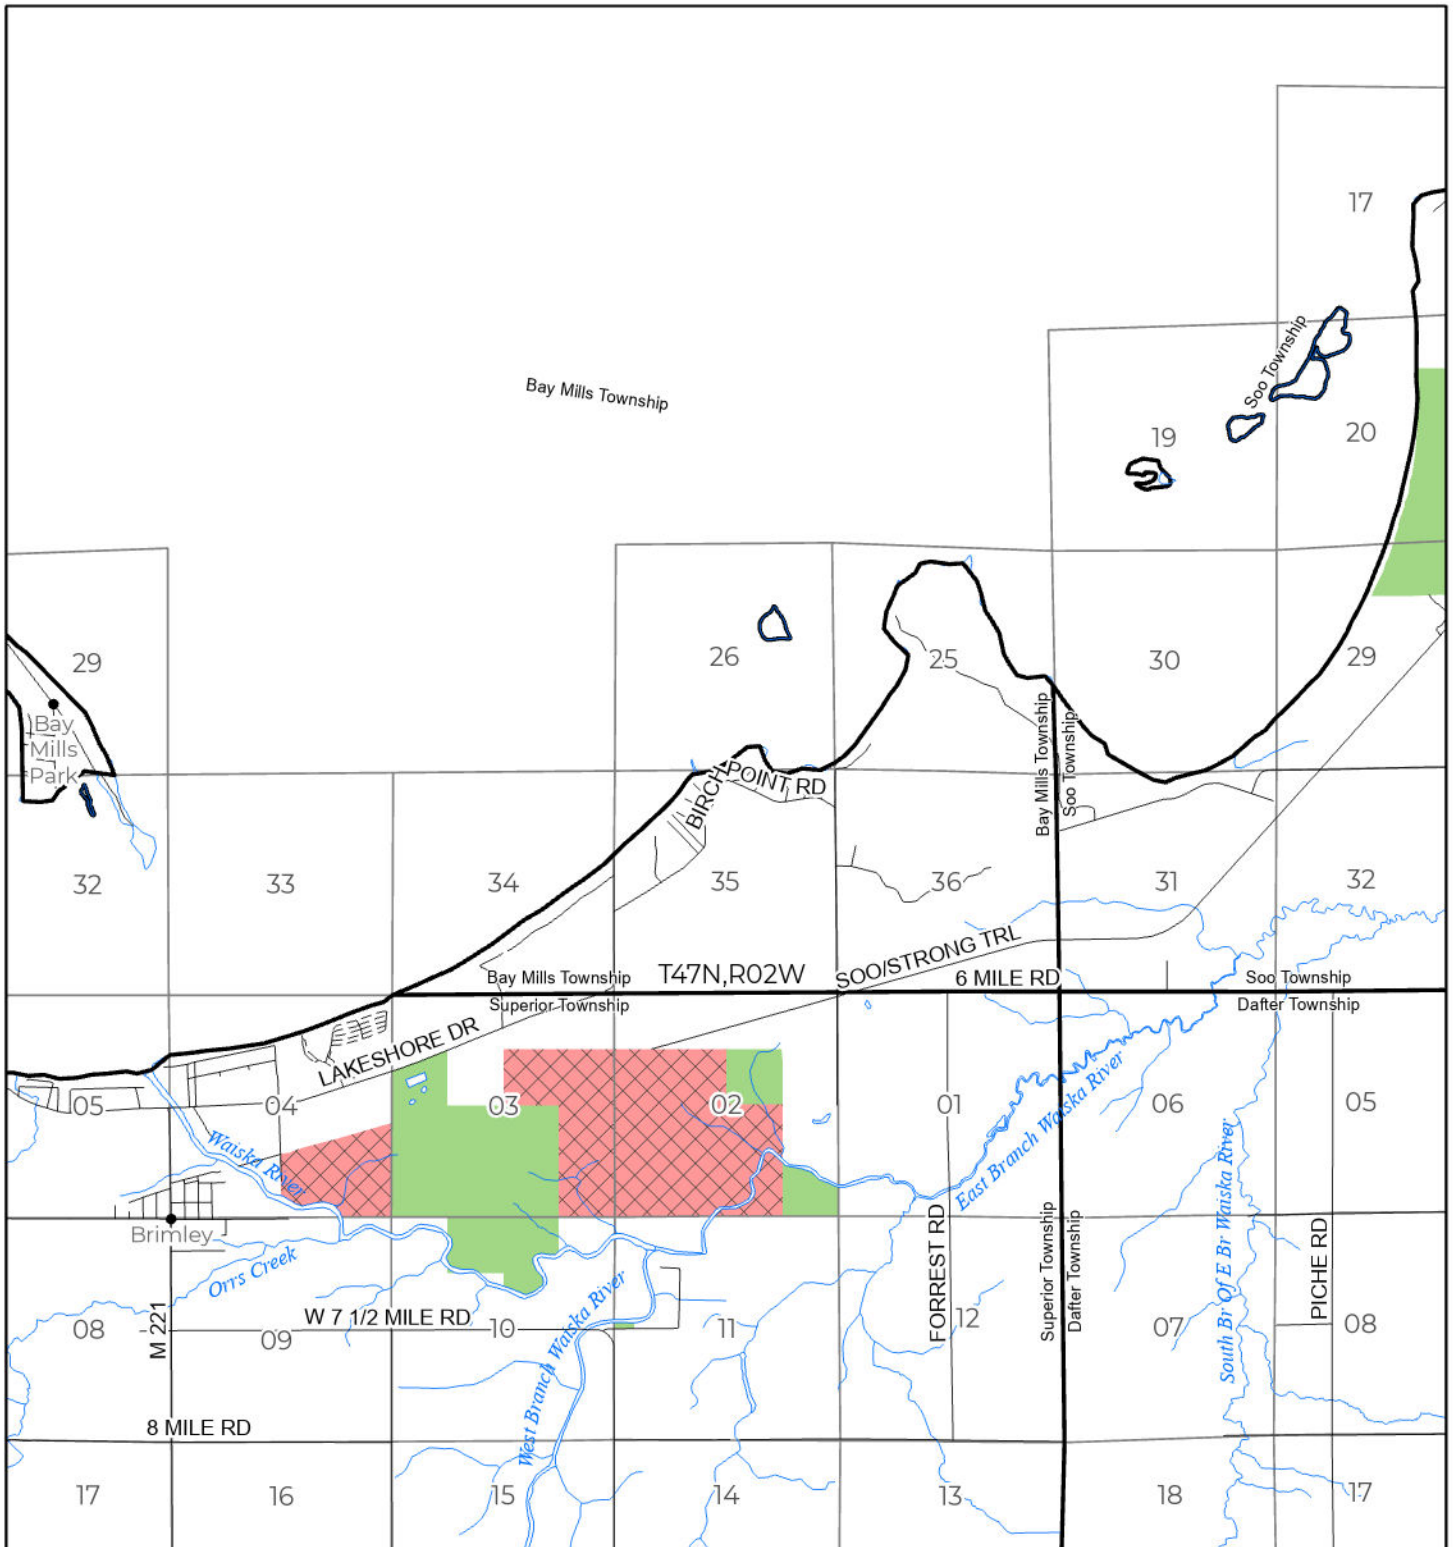 17
Soo Township
Bay Mills Township
19
20
29
26
25
30
29
Bay
Mills
Park
Bay Mills Township
Soo Township
BIRCH POINT RD
32
33
34
35
36
31
32
SOO/STRONG TRL
Bay Mills Township
T47N,R02W
6 MILE RD
Soo Township
Superior Township
Dafter Township
LAKESHORE DR
05
04
03
02
01
06
05
Waiska River
East Branch Waiska River
South Br Of E Br Waiska River
Brimley
Orrs Creek
FORREST RD
Superior Township
Dafter Township
PICHE RD
West Branch Waiska River
W 7 1/2 MILE RD
M 221
08
09
10
11
12
07
08
8 MILE RD
17
16
15
14
13
18
17